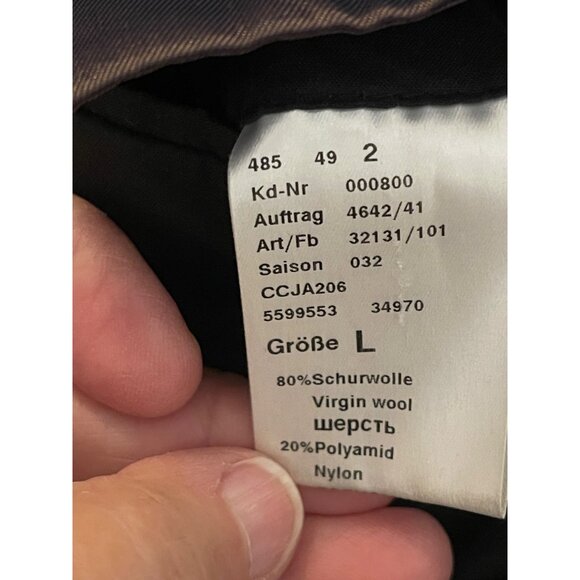 485 49 2
Kd-Nr 000800
Auftrag 4642/41
Art/Fb 32131/101
Saison 032
CCJA206
5599553 34970
Größe L
80%Schurwolle
Virgin wool
шерсть
20%Polyamid
Nylon